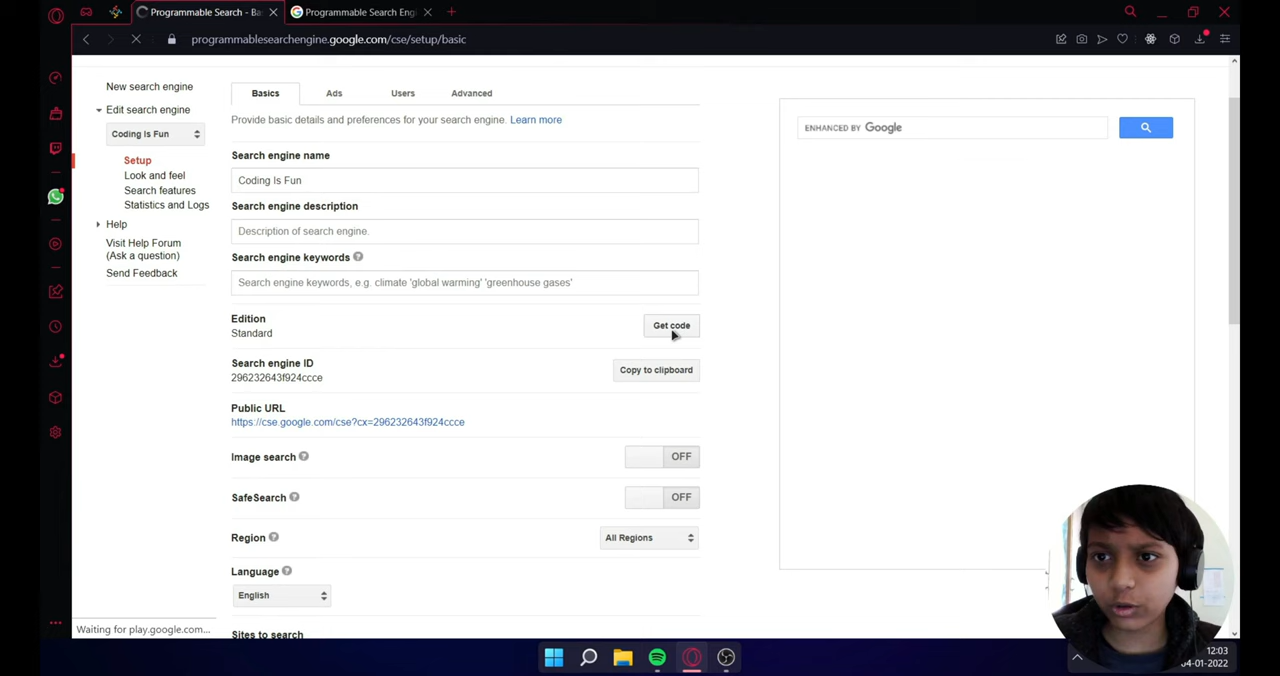 Programmable Search - Ba
Programmable Search Engi
programmablesearchengine.google.com/cse/setup/basic
New search engine
Edit search engine
Coding Is Fun
Setup
Look and feel
Search features
Statistics and Logs
Help
Visit Help Forum
(Ask a question)
Send Feedback
Basics Ads Users Advanced
Provide basic details and preferences for your search engine. Learn more
Search engine name
Coding Is Fun
Search engine description
Description of search engine.
Search engine keywords
Search engine keywords, e.g. climate 'global warming' 'greenhouse gases'
Edition
Standard
Get code
Search engine ID
296232643f924ccce
Copy to clipboard
Public URL
https://cse.google.com/cse?cx=296232643f924ccce
Image search OFF
SafeSearch OFF
Region All Regions
Language
English
Sites to search
ENHANCED BY Google
Waiting for play.google.com...
12:03
04-01-2022